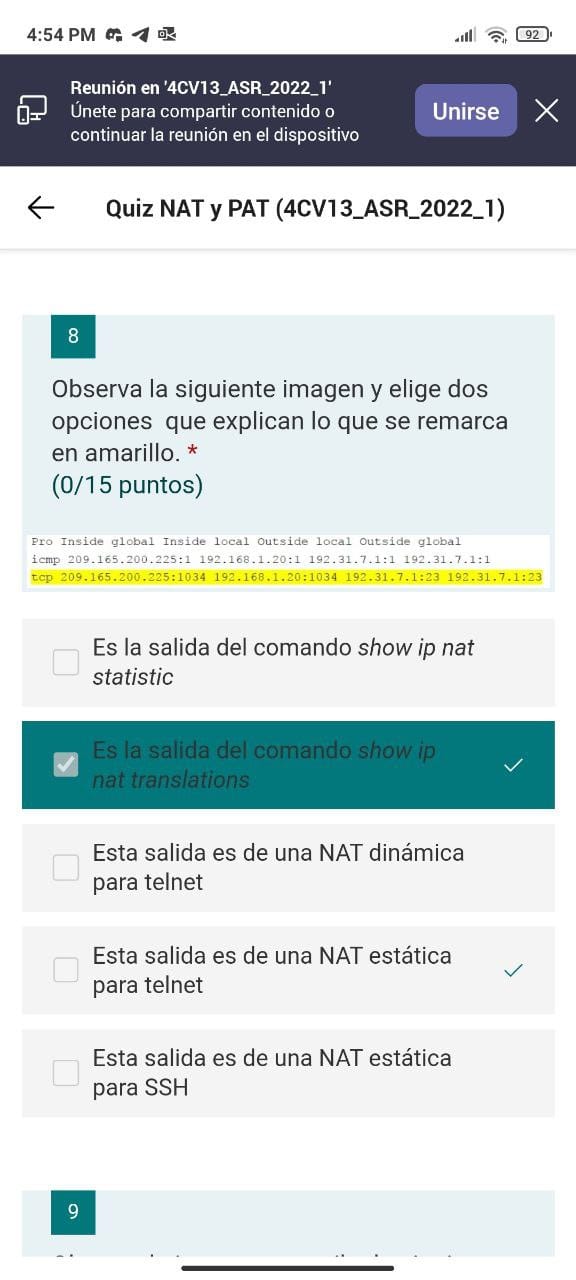 4:54 PM 92
Reunión en '4CV13_ASR_2022_1'
Únete para compartir contenido o
continuar la reunión en el dispositivo
Unirse
Quiz NAT y PAT (4CV13_ASR_2022_1)
8
Observa la siguiente imagen y elige dos
opciones que explican lo que se remarca
en amarillo. *
(0/15 puntos)
Pro Inside global Inside local Outside local Outside global
icmp 209.165.200.225:1 192.168.1.20:1 192.31.7.1:1 192.31.7.1:1
tcp 209.165.200.225:1034 192.168.1.20:1034 192.31.7.1:23 192.31.7.1:23
Es la salida del comando show ip nat
statistic
Es la salida del comando show ip
nat translations
Esta salida es de una NAT dinámica
para telnet
Esta salida es de una NAT estática
para telnet
Esta salida es de una NAT estática
para SSH
9